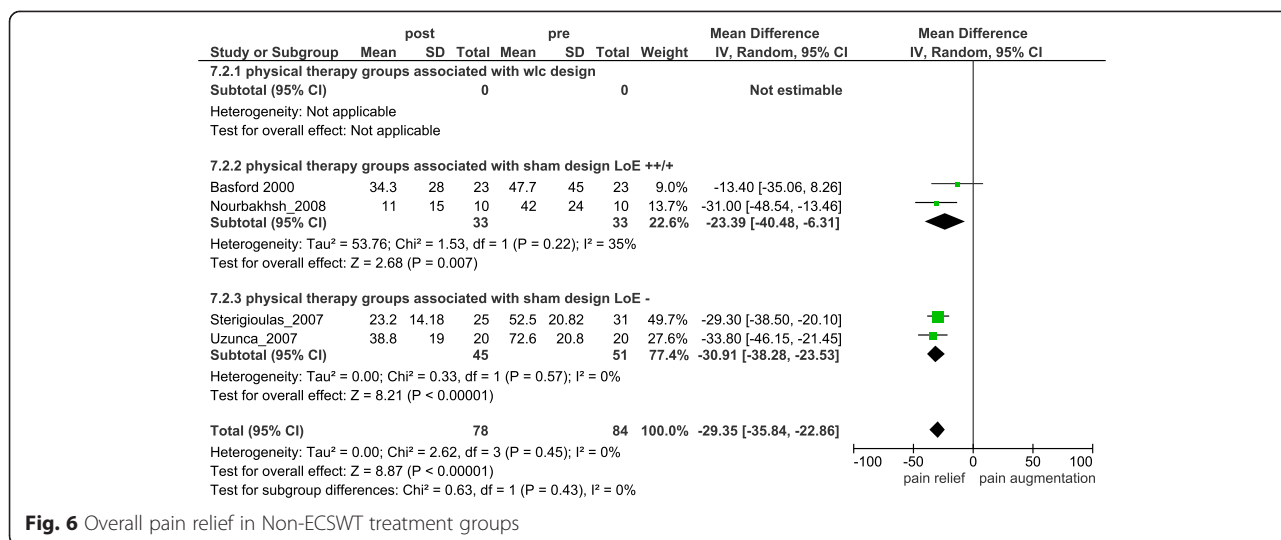 post pre Mean Difference Mean Difference
Study or Subgroup Mean SD Total Mean SD Total Weight IV, Random, 95% CI IV, Random, 95% CI
7.2.1 physical therapy groups associated with wlc design
Subtotal (95% CI) 0 0 Not estimable
Heterogeneity: Not applicable
Test for overall effect: Not applicable
7.2.2 physical therapy groups associated with sham design LoE ++/+
Basford 2000 34.3 28 23 47.7 45 23 9.0% -13.40 [-35.06, 8.26]
Nourbakhsh_2008 11 15 10 42 24 10 13.7% -31.00 [-48.54, -13.46]
Subtotal (95% CI) 33 33 22.6% -23.39 [-40.48, -6.31]
Heterogeneity: Tau² = 53.76; Chi² = 1.53, df = 1 (P = 0.22); I² = 35%
Test for overall effect: Z = 2.68 (P = 0.007)
7.2.3 physical therapy groups associated with sham design LoE -
Sterigioulas_2007 23.2 14.18 25 52.5 20.82 31 49.7% -29.30 [-38.50, -20.10]
Uzunca_2007 38.8 19 20 72.6 20.8 20 27.6% -33.80 [-46.15, -21.45]
Subtotal (95% CI) 45 51 77.4% -30.91 [-38.28, -23.53]
Heterogeneity: Tau² = 0.00; Chi² = 0.33, df = 1 (P = 0.57); I² = 0%
Test for overall effect: Z = 8.21 (P < 0.00001)
Total (95% CI) 78 84 100.0% -29.35 [-35.84, -22.86]
Heterogeneity: Tau² = 0.00; Chi² = 2.62, df = 3 (P = 0.45); I² = 0%
Test for overall effect: Z = 8.87 (P < 0.00001)
Test for subgroup differences: Chi² = 0.63, df = 1 (P = 0.43), I² = 0%
-100 -50 0 50 100
pain relief pain augmentation
Fig. 6 Overall pain relief in Non-ECSWT treatment groups